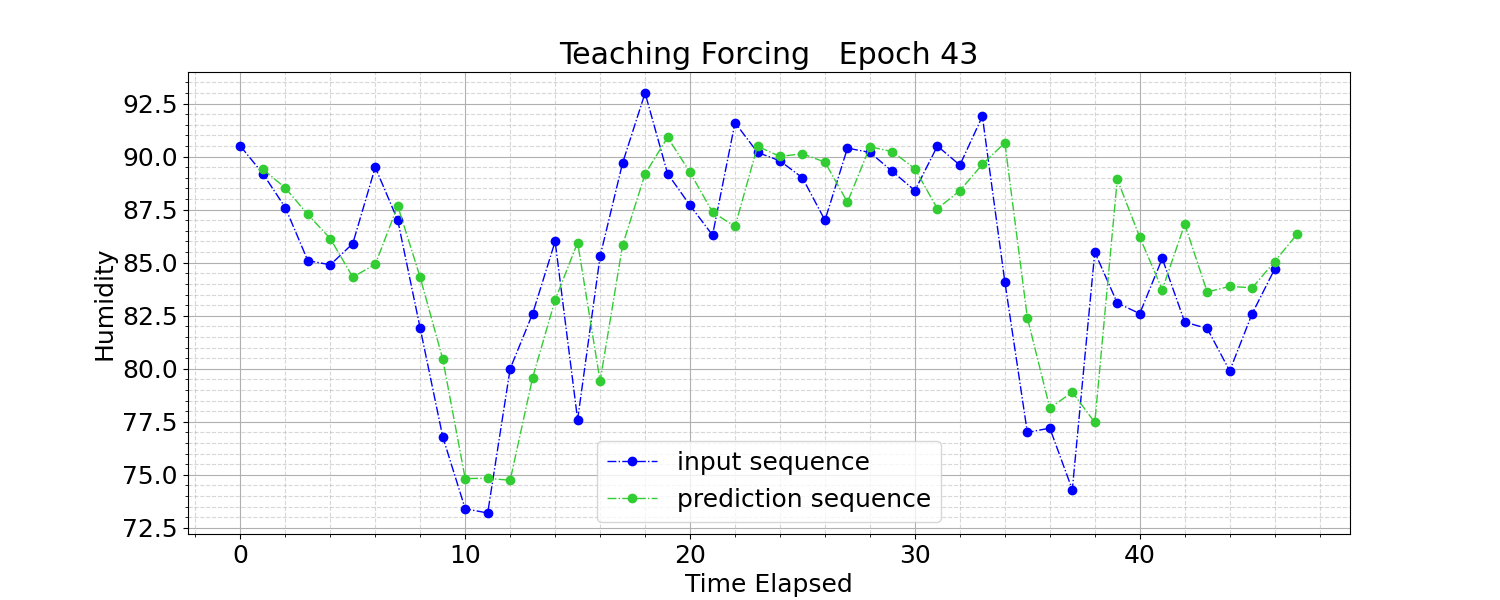 Teaching Forcing   Epoch 43
Humidity
92.5
90.0
87.5
85.0
82.5
80.0
77.5
75.0
72.5
input sequence
prediction sequence
0 10 20 30 40
Time Elapsed